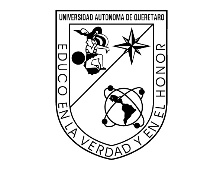 UNIVERSIDAD AUTONOMA DE QUERETARO
EDUCO EN LA VERDAD Y EN EL HONOR